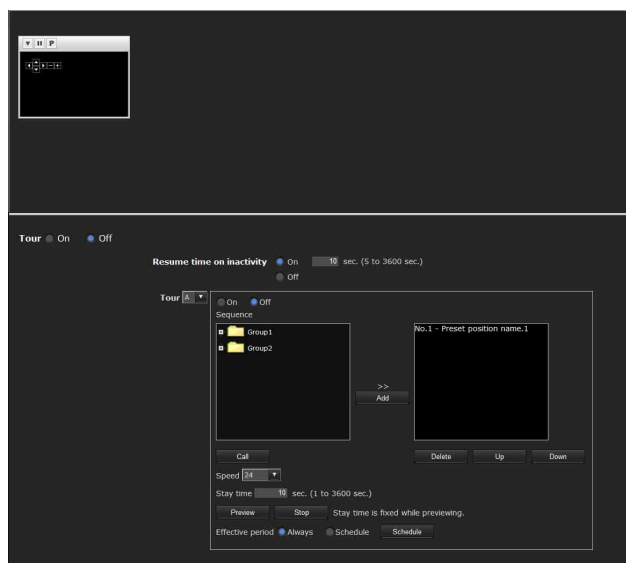 P
Tour On Off
Resume time on inactivity On 10 sec. (5 to 3600 sec.)
Off
Tour A
On Off
Sequence
Group1
Group2
No.1 - Preset position name.1
>>
Add
Call Delete Up Down
Speed 24
Stay time 10 sec. (1 to 3600 sec.)
Preview Stop Stay time is fixed while previewing.
Effective period Always Schedule Schedule